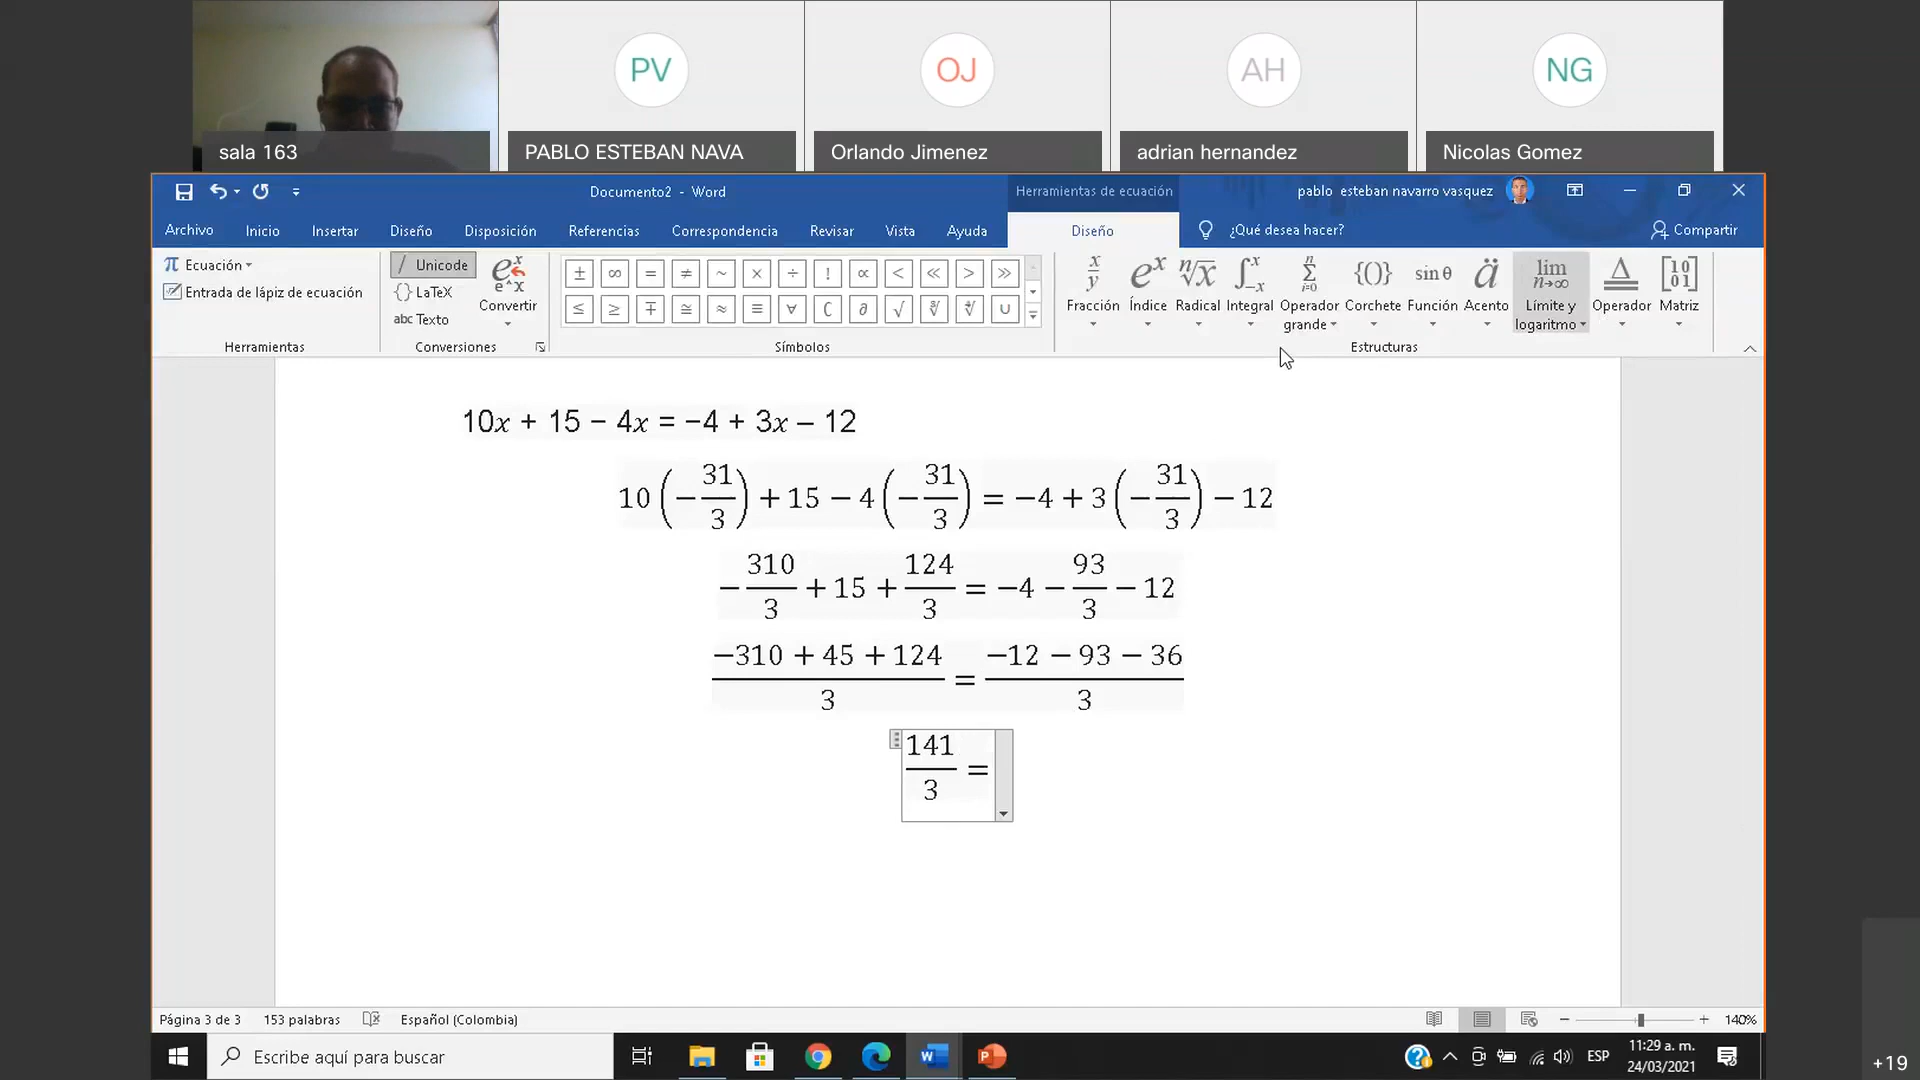 PV OJ AH NG
sala 163 PABLO ESTEBAN NAVA Orlando Jimenez adrian hernandez Nicolas Gomez
Documento2 - Word Herramientas de ecuación pablo esteban navarro vasquez
Archivo Inicio Insertar Diseño Disposición Referencias Correspondencia Revisar Vista Ayuda Diseño ¿Qué desea hacer? Compartir
π Ecuación
Entrada de lápiz de ecuación
/ Unicode
{} LaTeX
abc Texto
Convertir
± ∞ = ≠ ~ × ÷ ! ∝ < ≪ > ≫
≤ ≥ ∓ ≅ ≈ ≡ ∀ ∁ ∂ √ ∛ ∜ ∪
Fracción Índice Radical Integral Operador grande Corchete Función Acento Límite y logaritmo Operador Matriz
Herramientas Conversiones Símbolos Estructuras
10x + 15 − 4x = −4 + 3x − 12
10(−31/3) + 15 − 4(−31/3) = −4 + 3(−31/3) − 12
−310/3 + 15 + 124/3 = −4 − 93/3 − 12
(−310 + 45 + 124)/3 = (−12 − 93 − 36)/3
141/3 =
Página 3 de 3 153 palabras Español (Colombia) 140%
Escribe aquí para buscar
ESP 11:29 a. m.
24/03/2021
+19